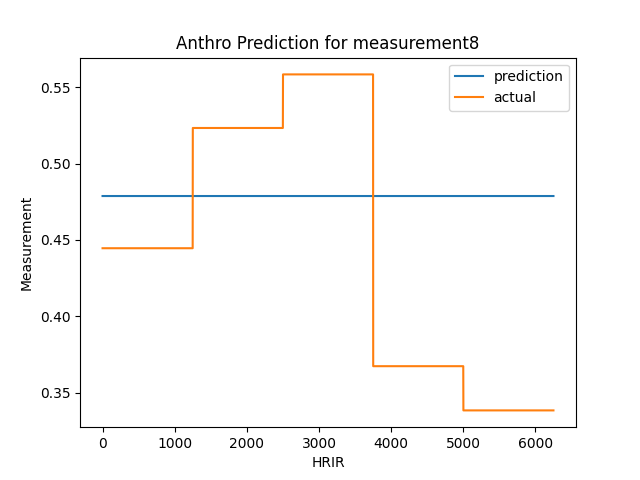 Anthro Prediction for measurement8
prediction
actual
0.55
0.50
0.45
0.40
0.35
Measurement
0 1000 2000 3000 4000 5000 6000
HRIR